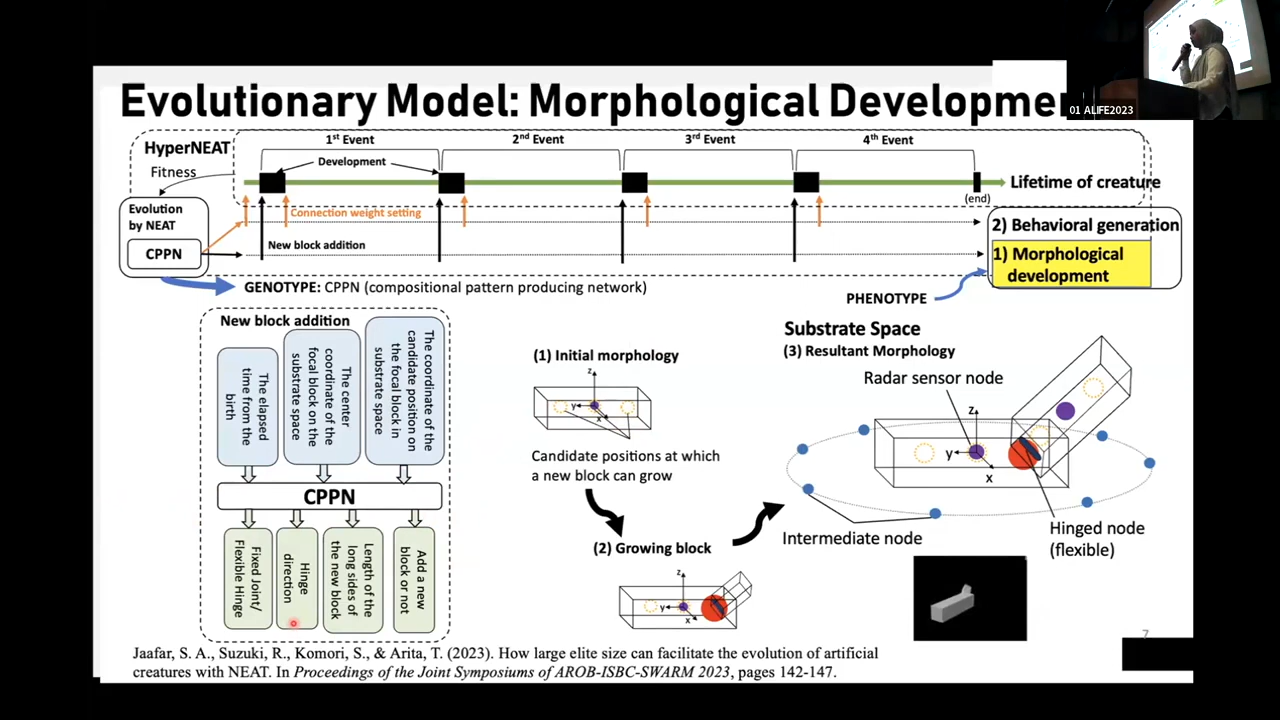 Evolutionary Model: Morphological Developme
01 ALIFE2023
HyperNEAT
1st Event
2nd Event
3rd Event
4th Event
Development
Fitness
Lifetime of creature
(end)
Evolution
by NEAT
CPPN
Connection weight setting
New block addition
2) Behavioral generation
1) Morphological
development
GENOTYPE: CPPN (compositional pattern producing network)
PHENOTYPE
New block addition
The elapsed
time from the
birth
The center
coordinate of the
focal block on the
substrate space
The coordinate of the
candidate position on
the focal block in
substrate space
CPPN
Fixed Joint/
Flexible Hinge
Hinge
direction
Length of the
long sides of
the new block
Add a new
block or not
(1) Initial morphology
z
y
x
Candidate positions at which
a new block can grow
(2) Growing block
z
y
x
Substrate Space
(3) Resultant Morphology
Radar sensor node
z
y
x
Intermediate node
Hinged node
(flexible)
7
Jaafar, S. A., Suzuki, R., Komori, S., & Arita, T. (2023). How large elite size can facilitate the evolution of artificial
creatures with NEAT. In Proceedings of the Joint Symposiums of AROB-ISBC-SWARM 2023, pages 142-147.